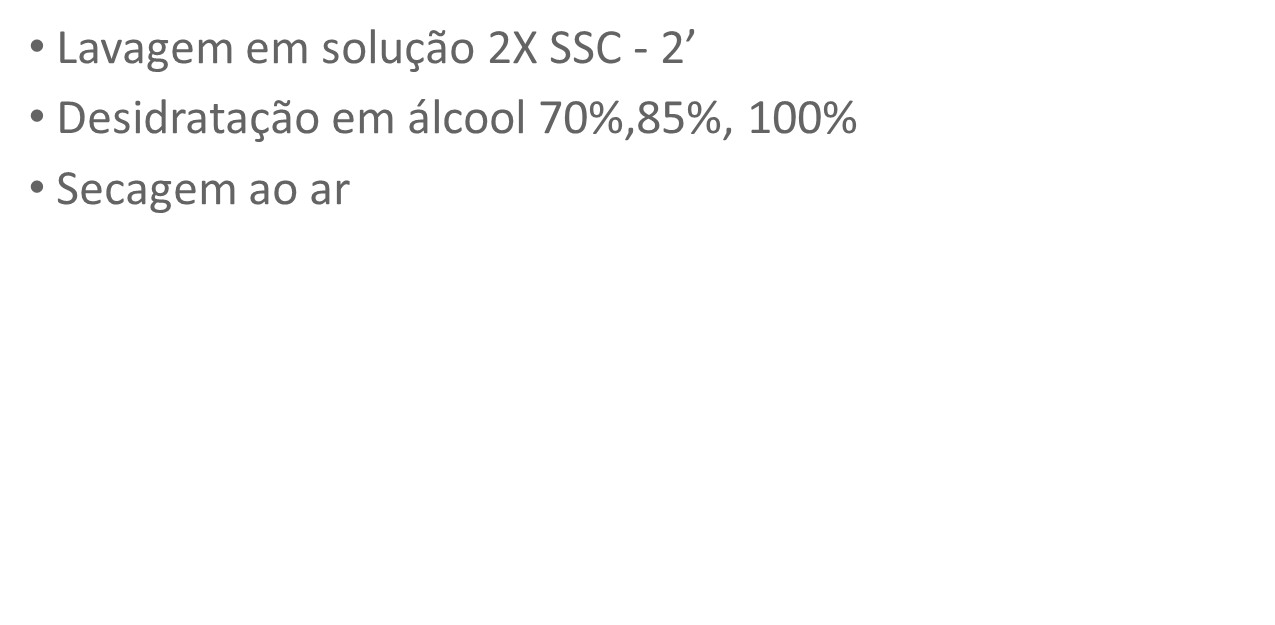 • Lavagem em solução 2X SSC - 2’
• Desidratação em álcool 70%,85%, 100%
• Secagem ao ar